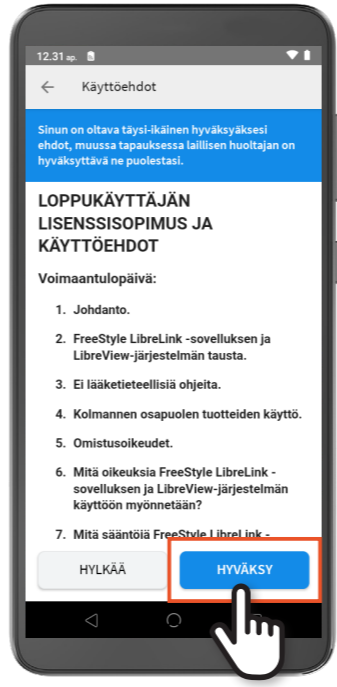 12.31 ap.
Käyttöehdot
Sinun on oltava täysi-ikäinen hyväksyäksesi
ehdot, muussa tapauksessa laillisen huoltajan on
hyväksyttävä ne puolestasi.
LOPPUKÄYTTÄJÄN
LISENSSISOPIMUS JA
KÄYTTÖEHDOT
Voimaantulopäivä:
1. Johdanto.
2. FreeStyle LibreLink -sovelluksen ja
LibreView-järjestelmän tausta.
3. Ei lääketieteellisiä ohjeita.
4. Kolmannen osapuolen tuotteiden käyttö.
5. Omistusoikeudet.
6. Mitä oikeuksia FreeStyle LibreLink -
sovelluksen ja LibreView-järjestelmän
käyttöön myönnetään?
7. Mitä sääntöjä FreeStyle LibreLink -
HYLKÄÄ
HYVÄKSY